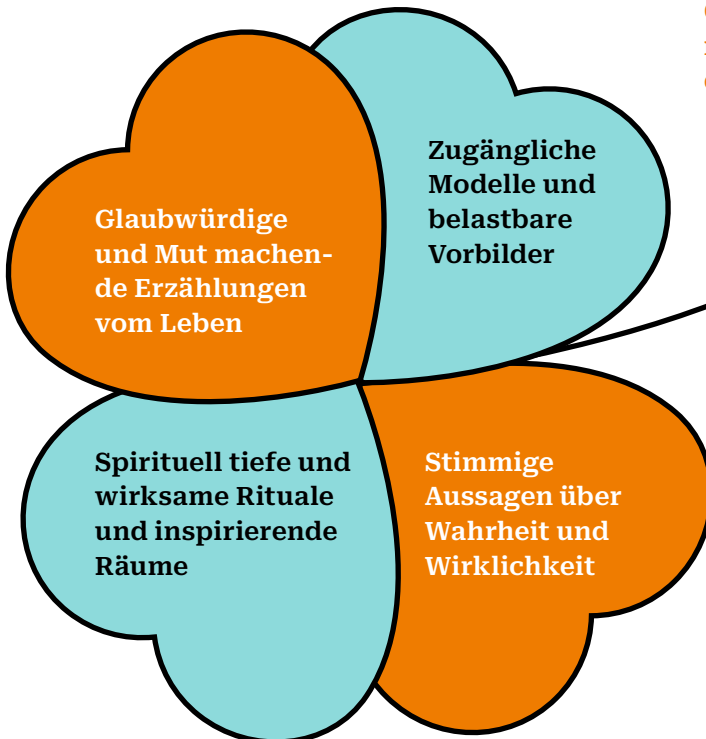 Glaubwürdige
und Mut machen-
de Erzählungen
vom Leben
Zugängliche
Modelle und
belastbare
Vorbilder
Spirituell tiefe und
wirksame Rituale
und inspirierende
Räume
Stimmige
Aussagen über
Wahrheit und
Wirklichkeit